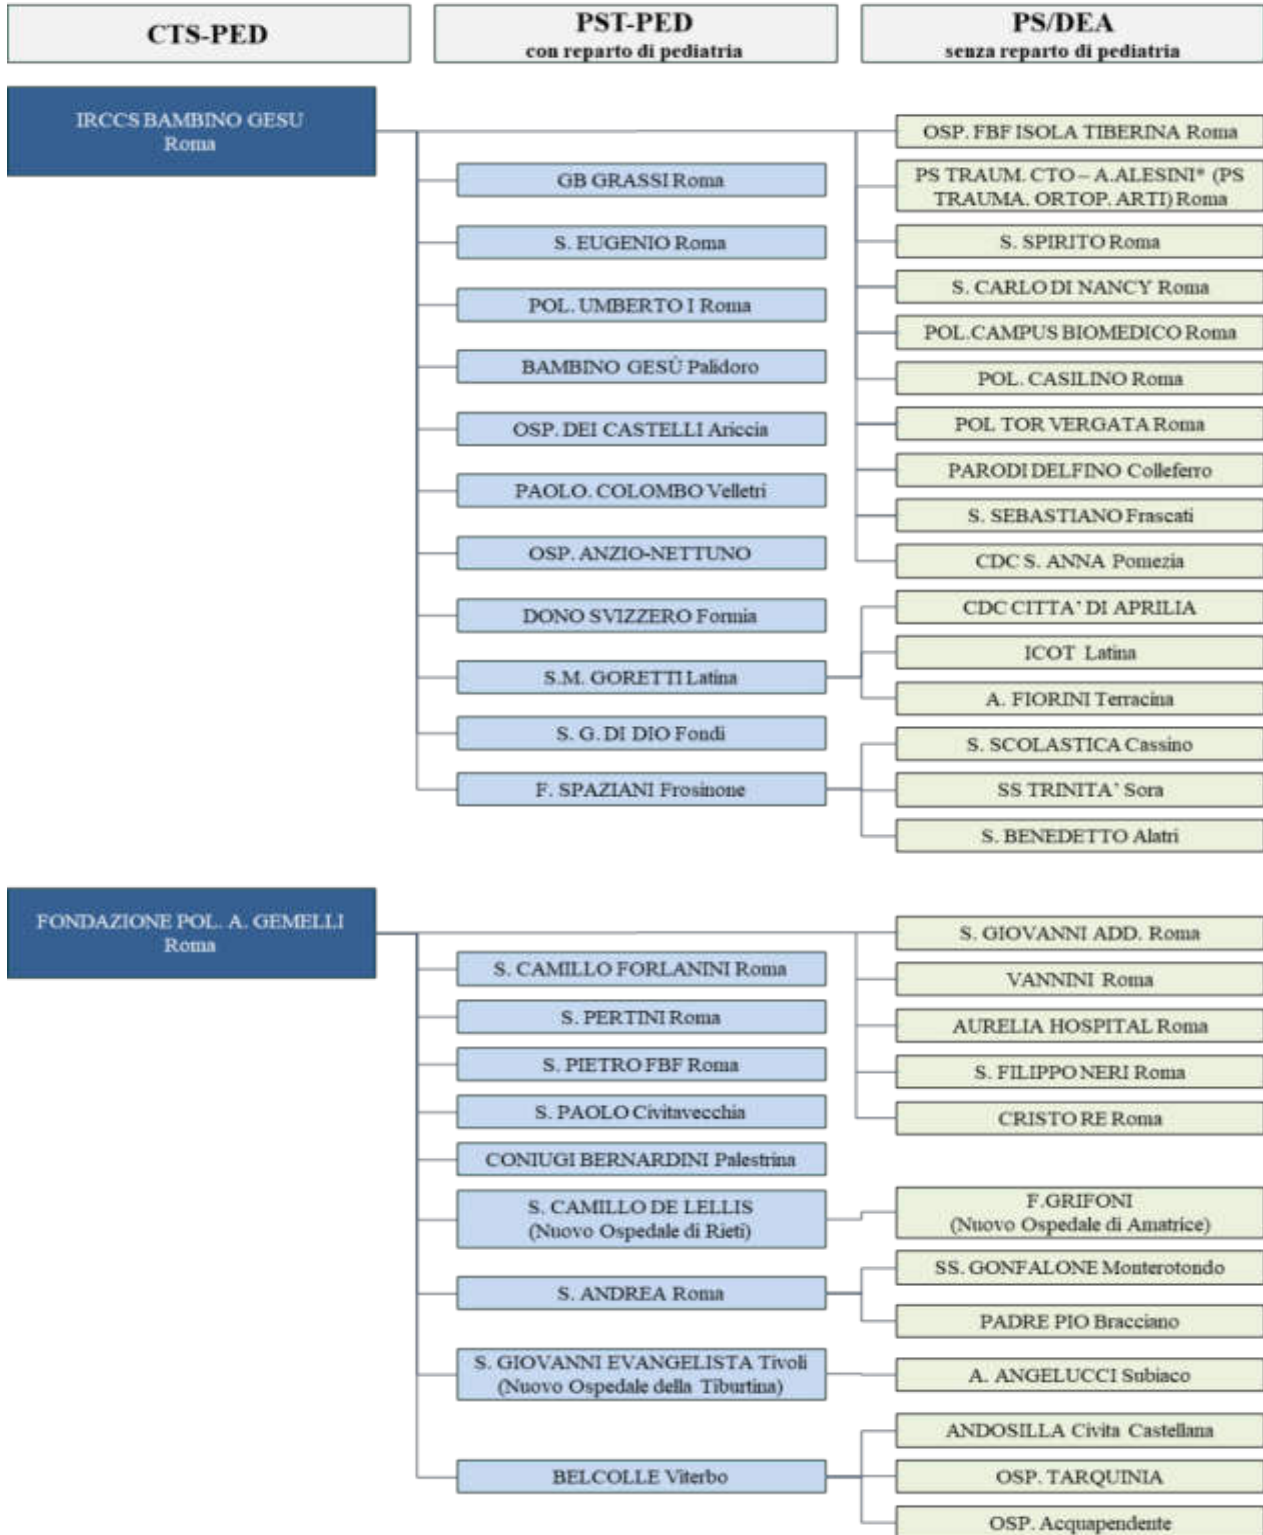 CTS-PED
PST-PED
con reparto di pediatria
PS/DEA
senza reparto di pediatria
IRCCS BAMBINO GESU
Roma
GB GRASSI Roma
S. EUGENIO Roma
POL. UMBERTO I Roma
BAMBINO GESÙ Palidoro
OSP. DEI CASTELLI Ariccia
PAOLO. COLOMBO Velletri
OSP. ANZIO-NETTUNO
DONO SVIZZERO Formia
S.M. GORETTI Latina
S. G. DI DIO Fondi
F. SPAZIANI Frosinone
OSP. FBF ISOLA TIBERINA Roma
PS TRAUM. CTO – A.ALESINI* (PS
TRAUMA. ORTOP. ARTI) Roma
S. SPIRITO Roma
S. CARLO DI NANCY Roma
POL.CAMPUS BIOMEDICO Roma
POL. CASILINO Roma
POL TOR VERGATA Roma
PARODI DELFINO Colleferro
S. SEBASTIANO Frascati
CDC S. ANNA Pomezia
CDC CITTA’ DI APRILIA
ICOT Latina
A. FIORINI Terracina
S. SCOLASTICA Cassino
SS TRINITA’ Sora
S. BENEDETTO Alatri
FONDAZIONE POL. A. GEMELLI
Roma
S. CAMILLO FORLANINI Roma
S. PERTINI Roma
S. PIETRO FBF Roma
S. PAOLO Civitavecchia
CONIUGI BERNARDINI Palestrina
S. CAMILLO DE LELLIS
(Nuovo Ospedale di Rieti)
S. ANDREA Roma
S. GIOVANNI EVANGELISTA Tivoli
(Nuovo Ospedale della Tiburtina)
BELCOLLE Viterbo
S. GIOVANNI ADD. Roma
VANNINI Roma
AURELIA HOSPITAL Roma
S. FILIPPO NERI Roma
CRISTO RE Roma
F.GRIFONI
(Nuovo Ospedale di Amatrice)
SS. GONFALONE Monterotondo
PADRE PIO Bracciano
A. ANGELUCCI Subiaco
ANDOSILLA Civita Castellana
OSP. TARQUINIA
OSP. Acquapendente